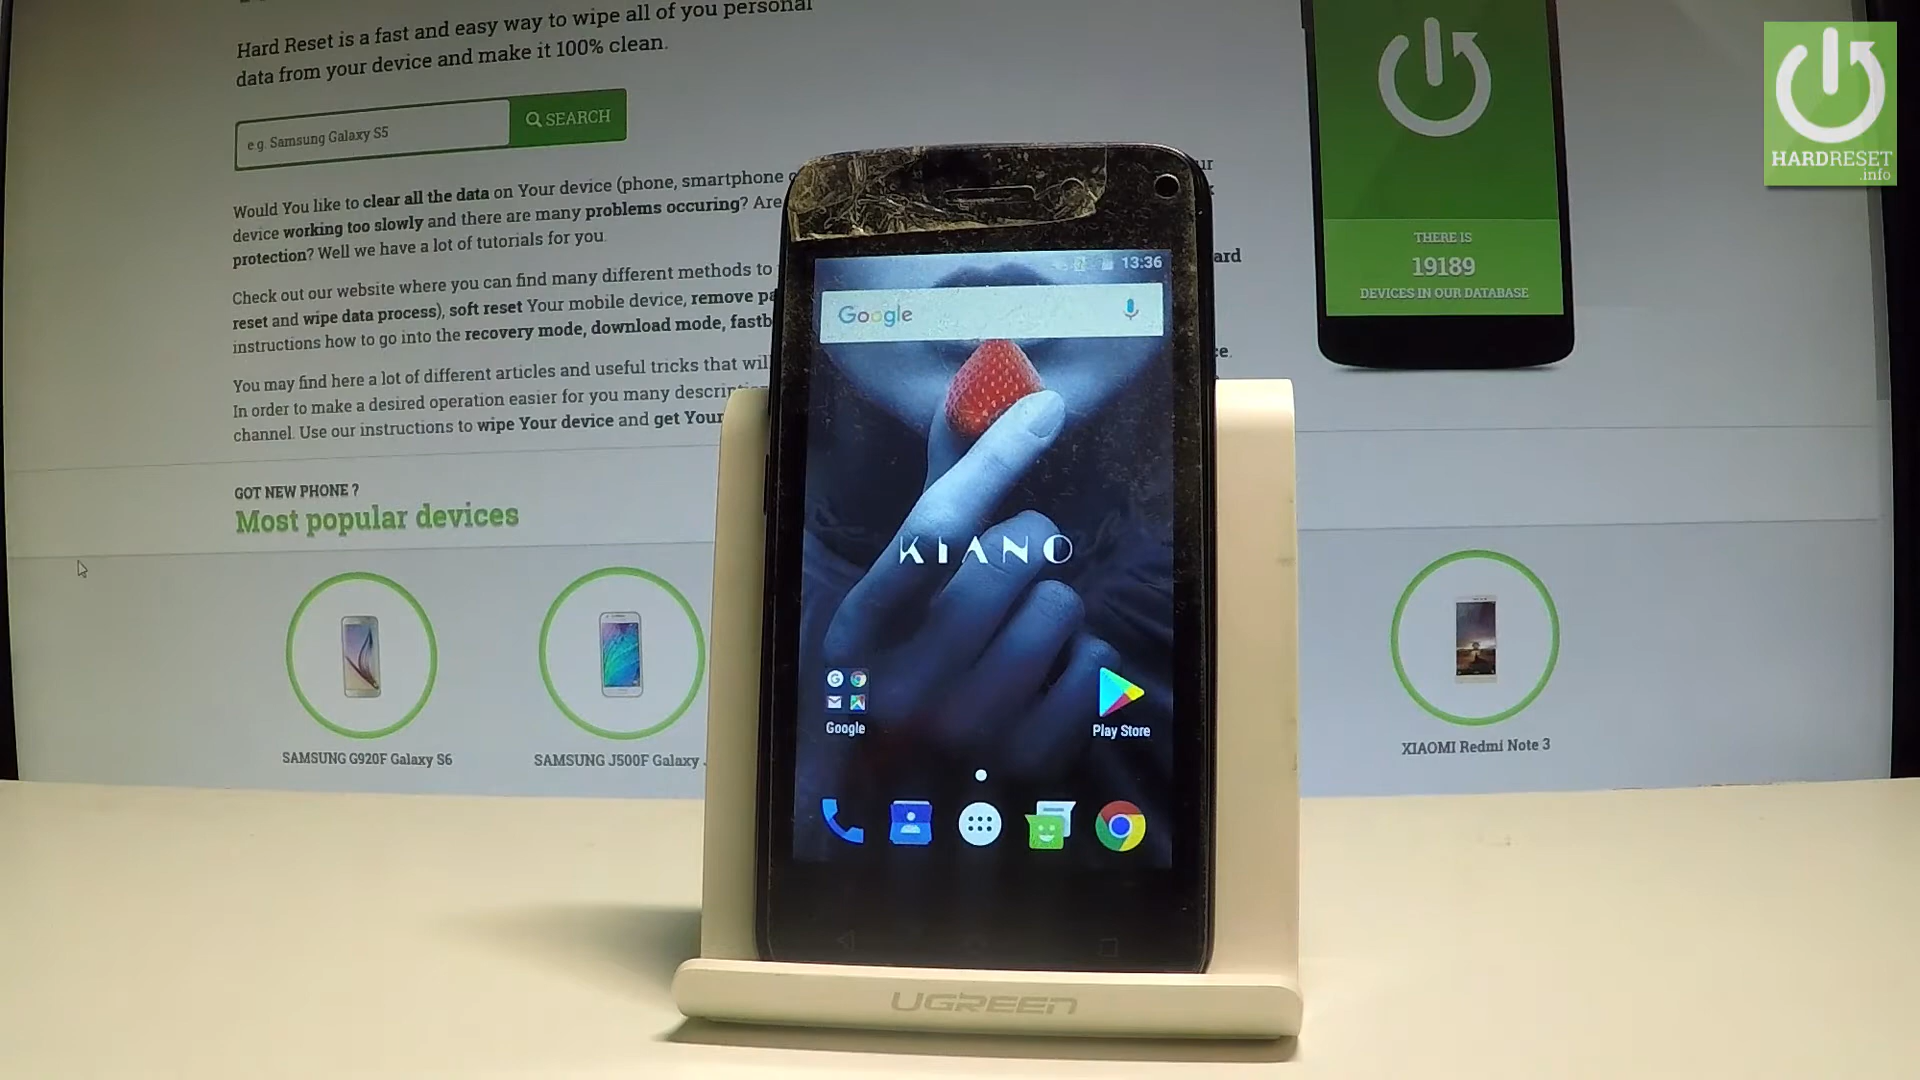 Hard Reset is a fast and easy way to wipe all of you personal
data from your device and make it 100% clean.
e.g. Samsung Galaxy S5
SEARCH
Would You like to clear all the data on Your device (phone, smartphone
device working too slowly and there are many problems occuring? Are
protection? Well we have a lot of tutorials for you.
Check out our website where you can find many different methods to
reset and wipe data process), soft reset Your mobile device, remove pa
instructions how to go into the recovery mode, download mode, fastb
You may find here a lot of different articles and useful tricks that will
In order to make a desired operation easier for you many descri
channel. Use our instructions to wipe Your device and get Your
GOT NEW PHONE ?
Most popular devices
SAMSUNG G920F Galaxy S6
SAMSUNG J500F Galaxy
XIAOMI Redmi Note 3
THERE IS
19189
DEVICES IN OUR DATABASE
HARDRESET
.info
13:36
Google
KIANO
Google
Play Store
UGREEN